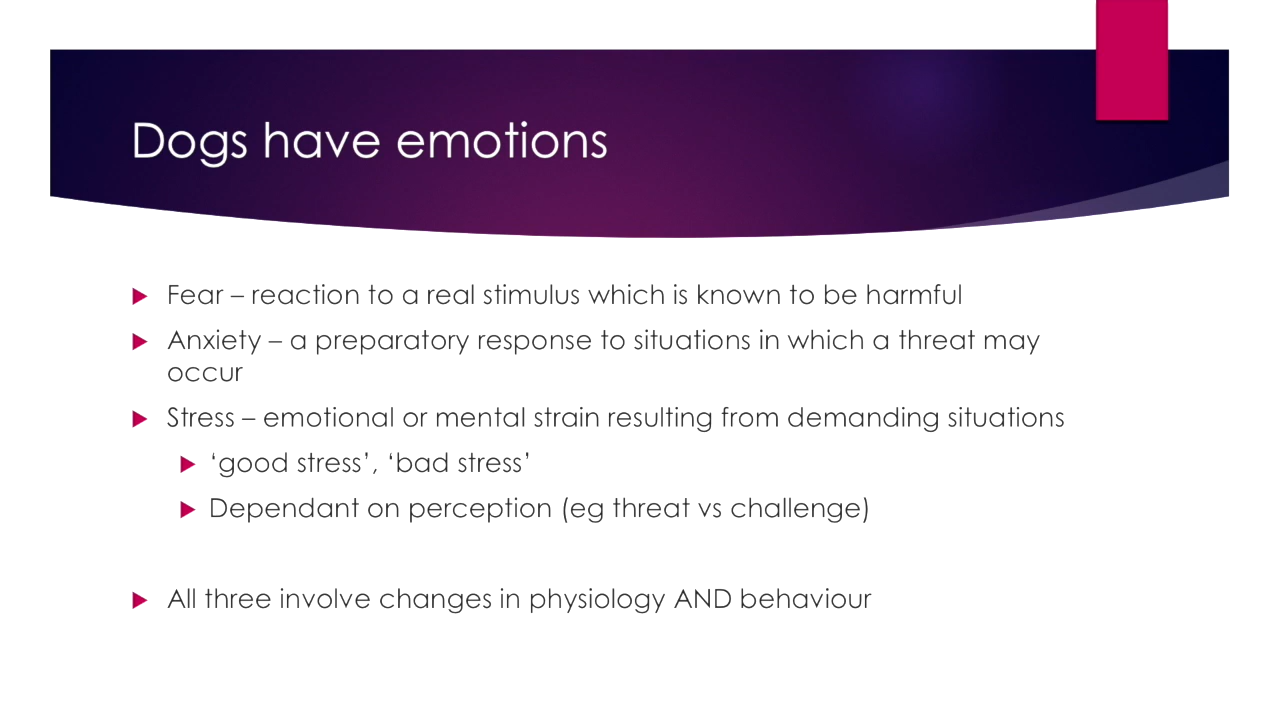 Dogs have emotions
Fear – reaction to a real stimulus which is known to be harmful
Anxiety – a preparatory response to situations in which a threat may
occur
Stress – emotional or mental strain resulting from demanding situations
‘good stress’, ‘bad stress’
Dependant on perception (eg threat vs challenge)
All three involve changes in physiology AND behaviour